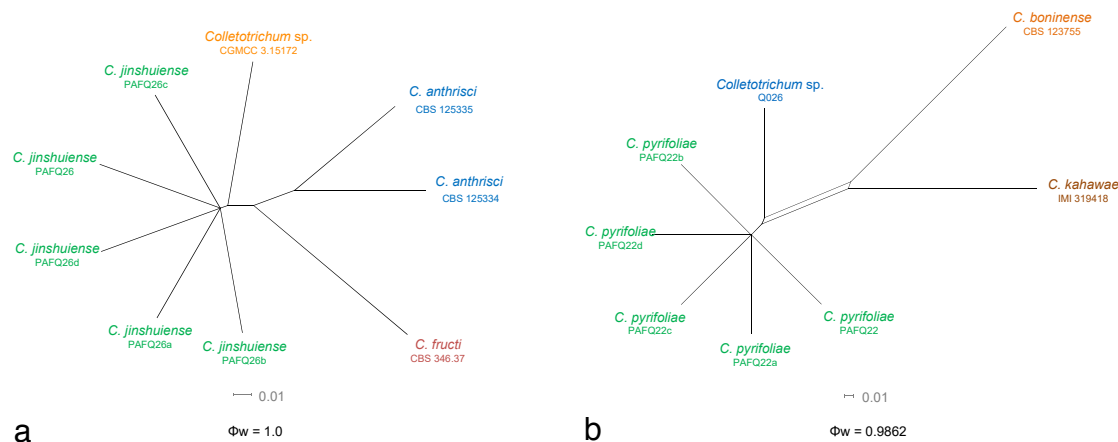 Colletotrichum sp.
CGMCC 3.15172
C. jinshuiense
PAFQ26c
C. anthrisci
CBS 125335
C. jinshuiense
PAFQ26
C. anthrisci
CBS 125334
C. jinshuiense
PAFQ26d
C. jinshuiense
PAFQ26a
C. jinshuiense
PAFQ26b
C. fructi
CBS 346.37
0.01
a
Φw = 1.0
C. boninense
CBS 123755
Colletotrichum sp.
Q026
C. pyrifoliae
PAFQ22b
C. kahawae
IMI 319418
C. pyrifoliae
PAFQ22d
C. pyrifoliae
PAFQ22c
C. pyrifoliae
PAFQ22
C. pyrifoliae
PAFQ22a
0.01
b
Φw = 0.9862